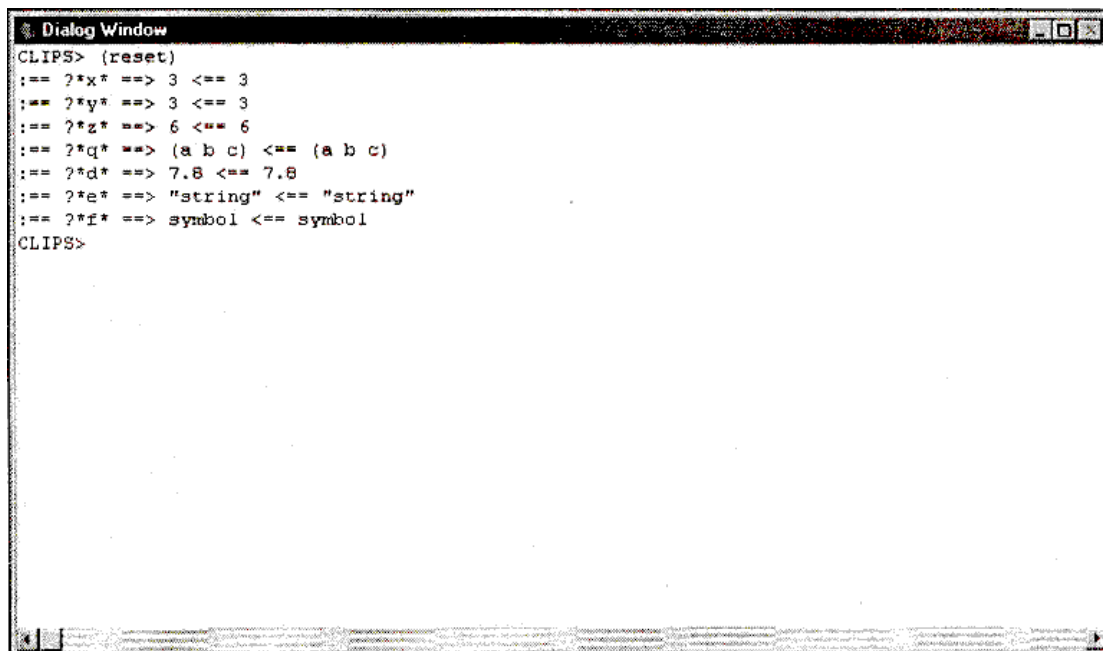 Dialog Window
CLIPS> (reset)
:== ?*x* ==> 3 <== 3
:== ?*y* ==> 3 <== 3
:== ?*z* ==> 6 <== 6
:== ?*q* ==> (a b c) <== (a b c)
:== ?*d* ==> 7.8 <== 7.8
:== ?*e* ==> "string" <== "string"
:== ?*f* ==> symbol <== symbol
CLIPS>